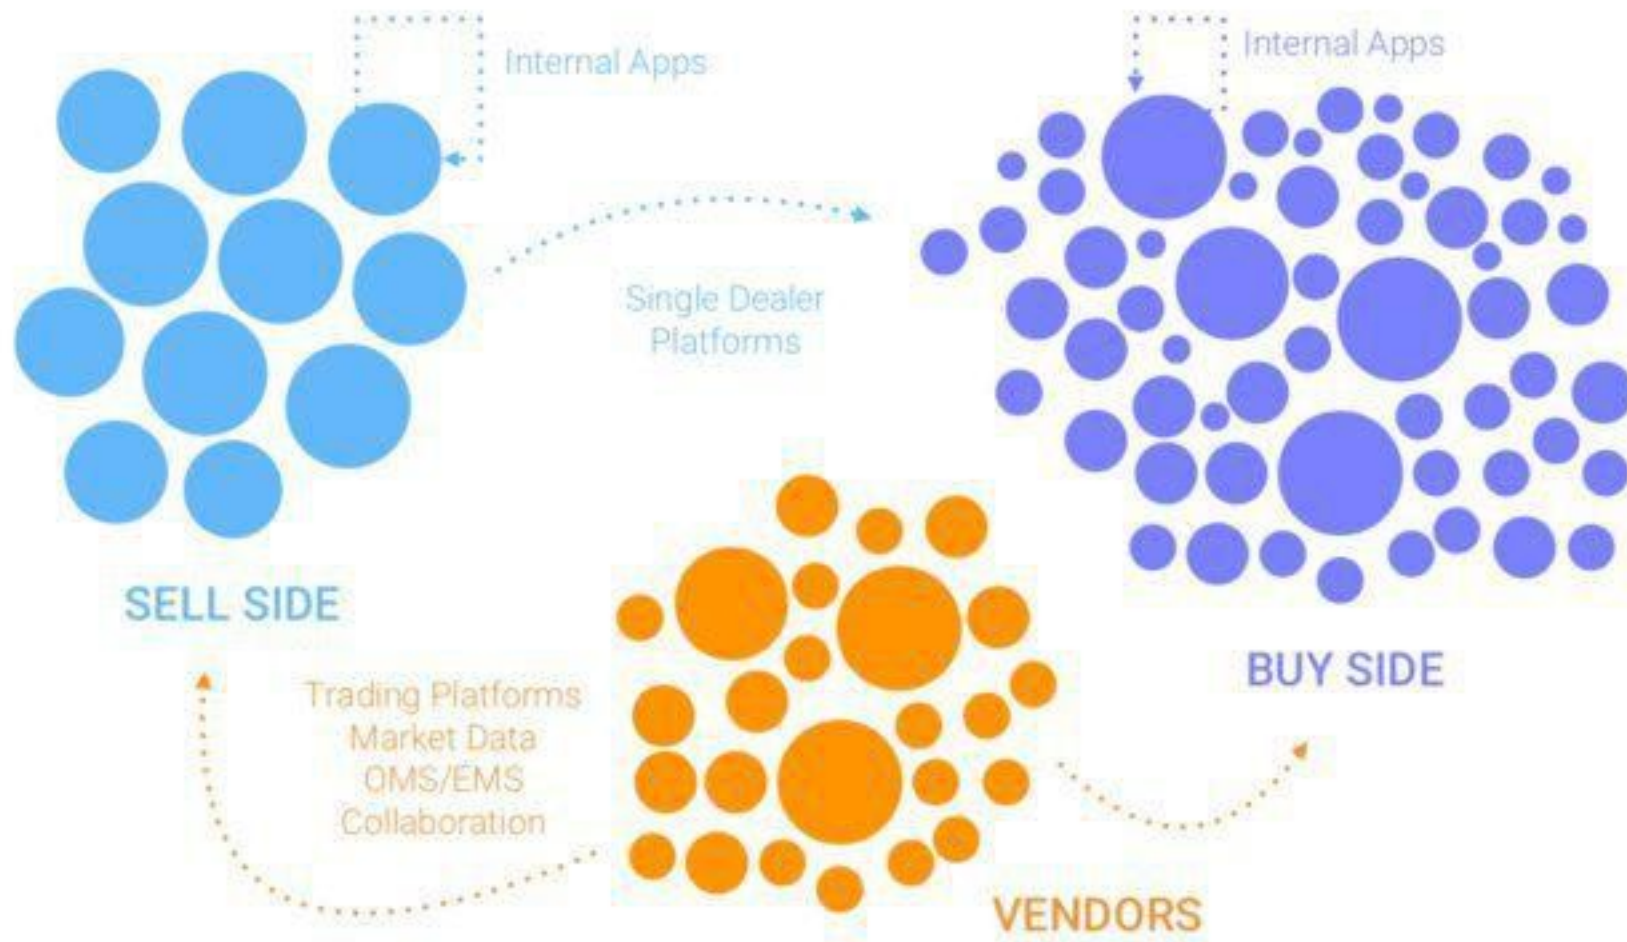 Internal Apps
Internal Apps
Single Dealer
Platforms
SELL SIDE
BUY SIDE
Trading Platforms
Market Data
OMS/EMS
Collaboration
VENDORS